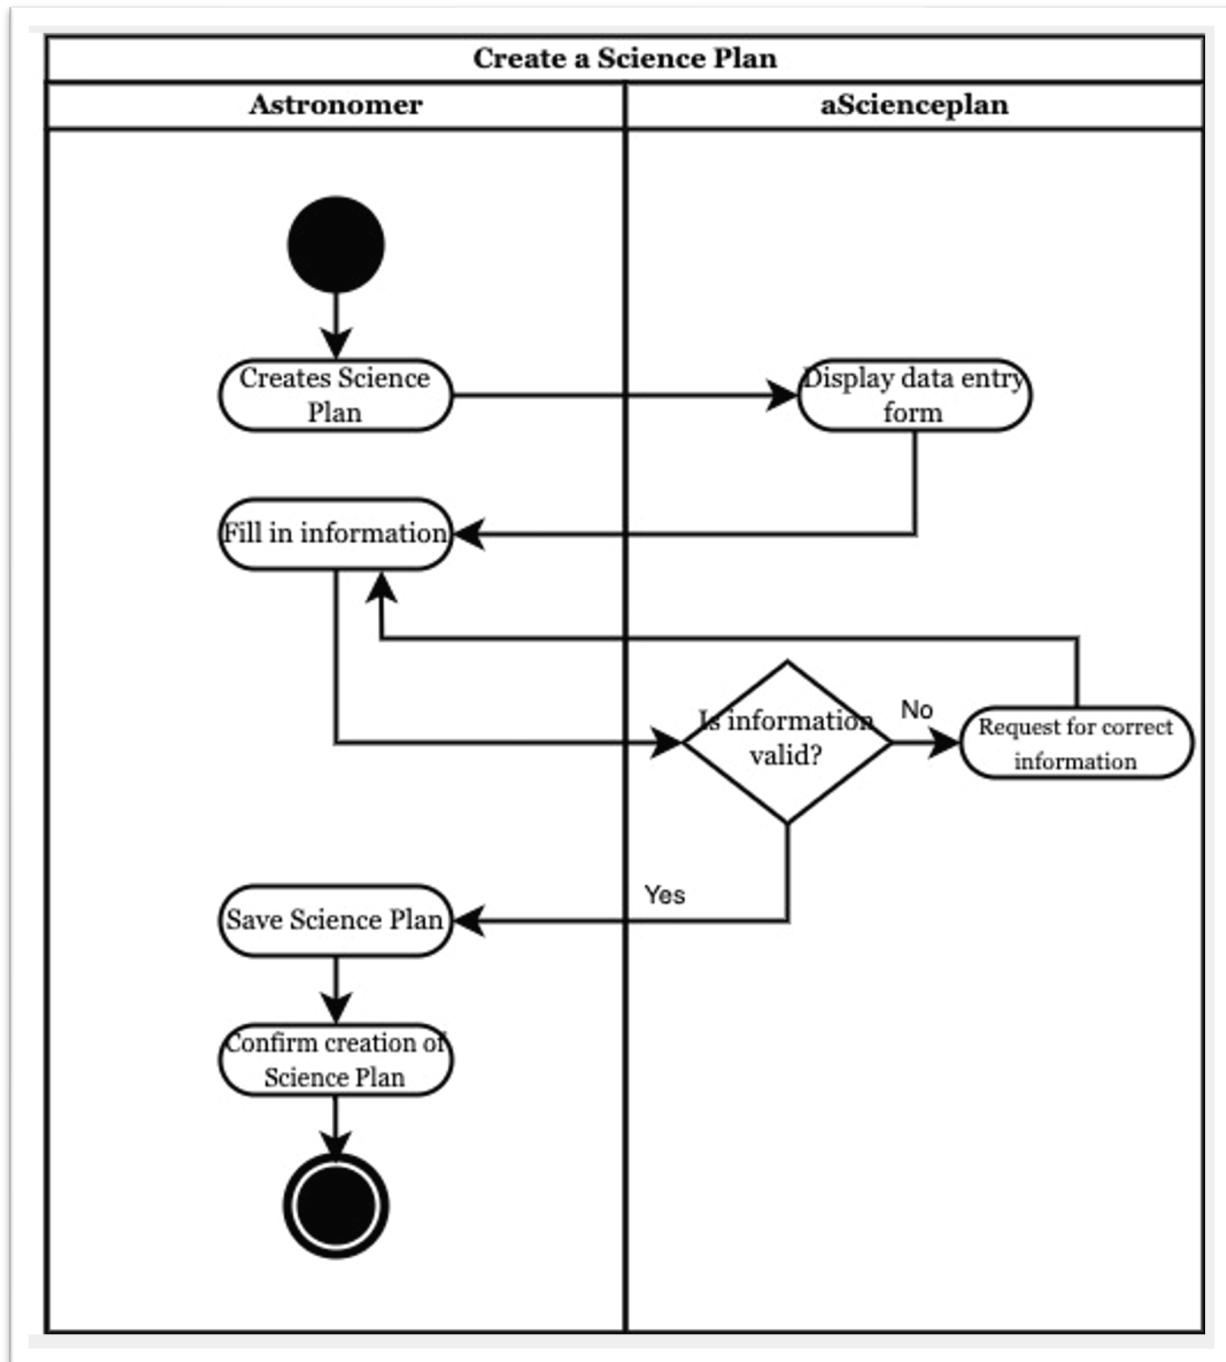 Create a Science Plan
Astronomer
aScienceplan
Creates Science
Plan
Display data entry
form
Fill in information
Is information
valid?
No
Request for correct
information
Yes
Save Science Plan
Confirm creation of
Science Plan